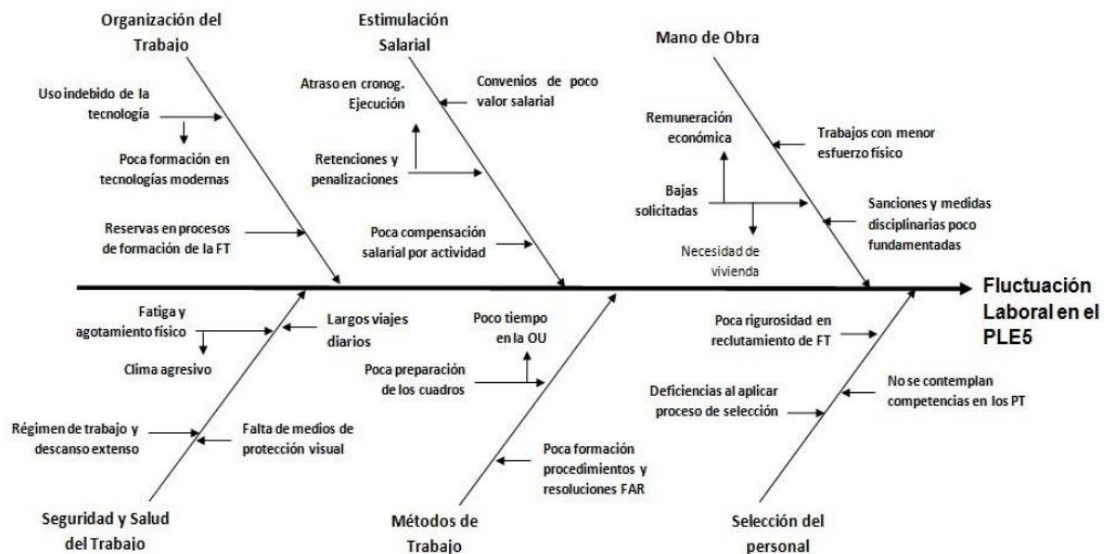 Organización del
Trabajo
Estimulación
Salarial
Mano de Obra
Uso indebido de la
tecnología
Poca formación en
tecnologías modernas
Reservas en procesos
de formación de la FT
Atraso en cronog.
Ejecución
Convenios de poco
valor salarial
Retenciones y
penalizaciones
Poca compensación
salarial por actividad
Remuneración
económica
Trabajos con menor
esfuerzo físico
Bajas
solicitadas
Sanciones y medidas
disciplinarias poco
fundamentadas
Necesidad de
vivienda
Fluctuación
Laboral en el
PLE5
Fatiga y
agotamiento físico
Largos viajes
diarios
Clima agresivo
Régimen de trabajo y
descanso extenso
Falta de medios de
protección visual
Poco tiempo
en la OU
Poca preparación
de los cuadros
Poca formación
procedimientos y
resoluciones FAR
Poca rigurosidad en
reclutamiento de FT
Deficiencias al aplicar
proceso de selección
No se contemplan
competencias en los PT
Seguridad y Salud
del Trabajo
Métodos de
Trabajo
Selección del
personal